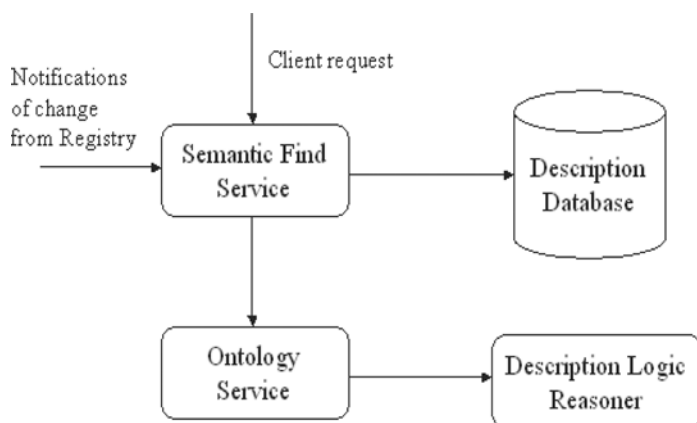 Client request
Notifications
of change
from Registry
Semantic Find
Service
Description
Database
Ontology
Service
Description Logic
Reasoner